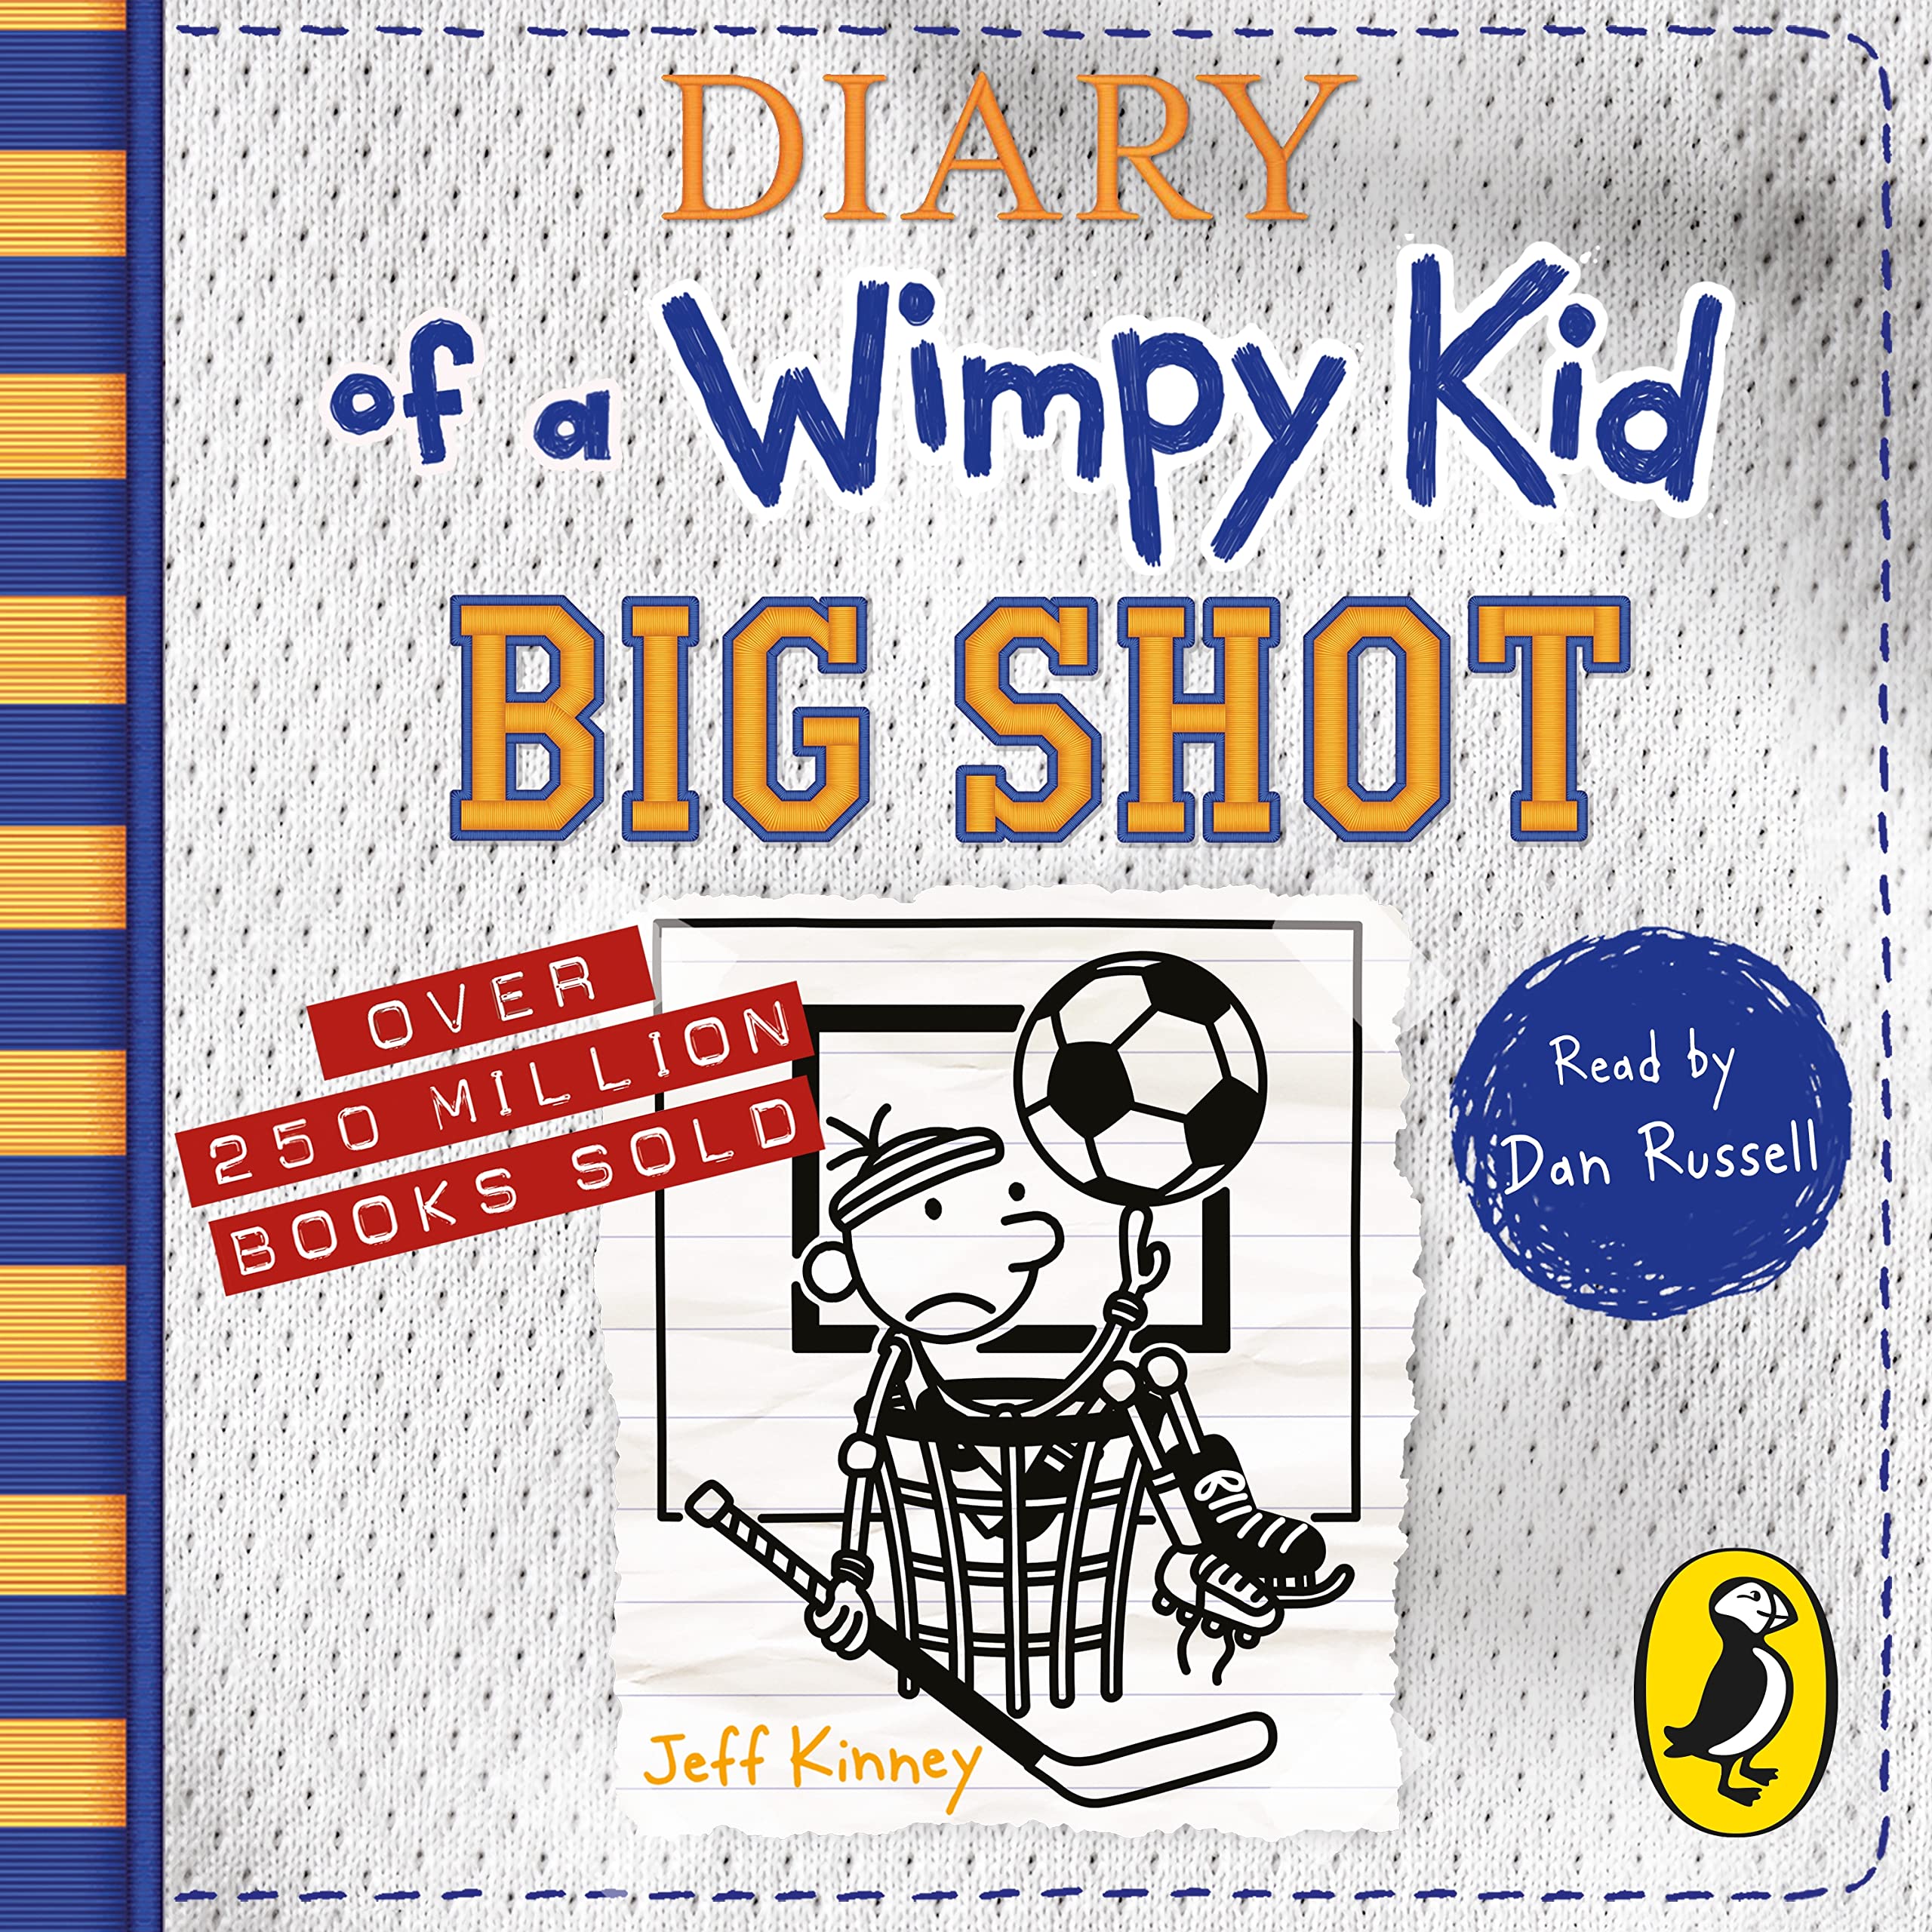 DIARY
of a Wimpy Kid
BIG SHOT
OVER
250 MILLION
BOOKS SOLD
Read by
Dan Russell
Jeff Kinney